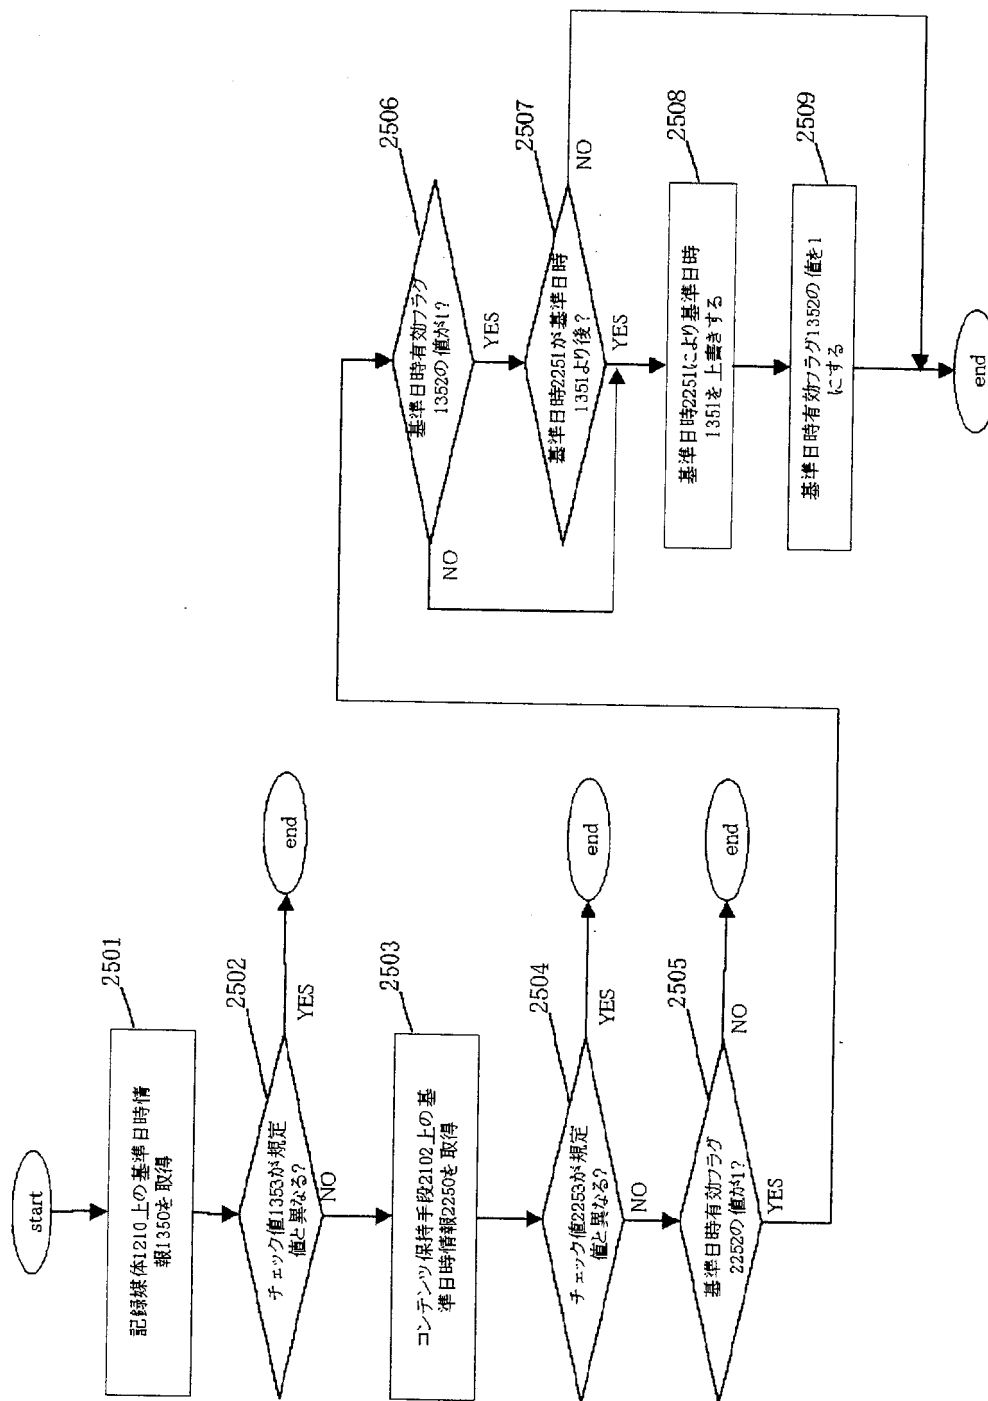 start
2501
記録媒体1210上の基準日時情
報1350を取得
2502
チェック値1353が規定
値と異なる?
YES
end
NO
2503
コンテンツ保持手段2102上の基
準日時情報2250を取得
2504
チェック値2253が規定
値と異なる?
YES
end
NO
2505
基準日時有効フラグ
2252の値が1?
NO
end
YES
2506
基準日時有効フラグ
1352の値が1?
NO
YES
2507
基準日時2251が基準日時
1351より後?
NO
YES
2508
基準日時2251により基準日時
1351を上書きする
2509
基準日時有効フラグ1352の値を1
にする
end